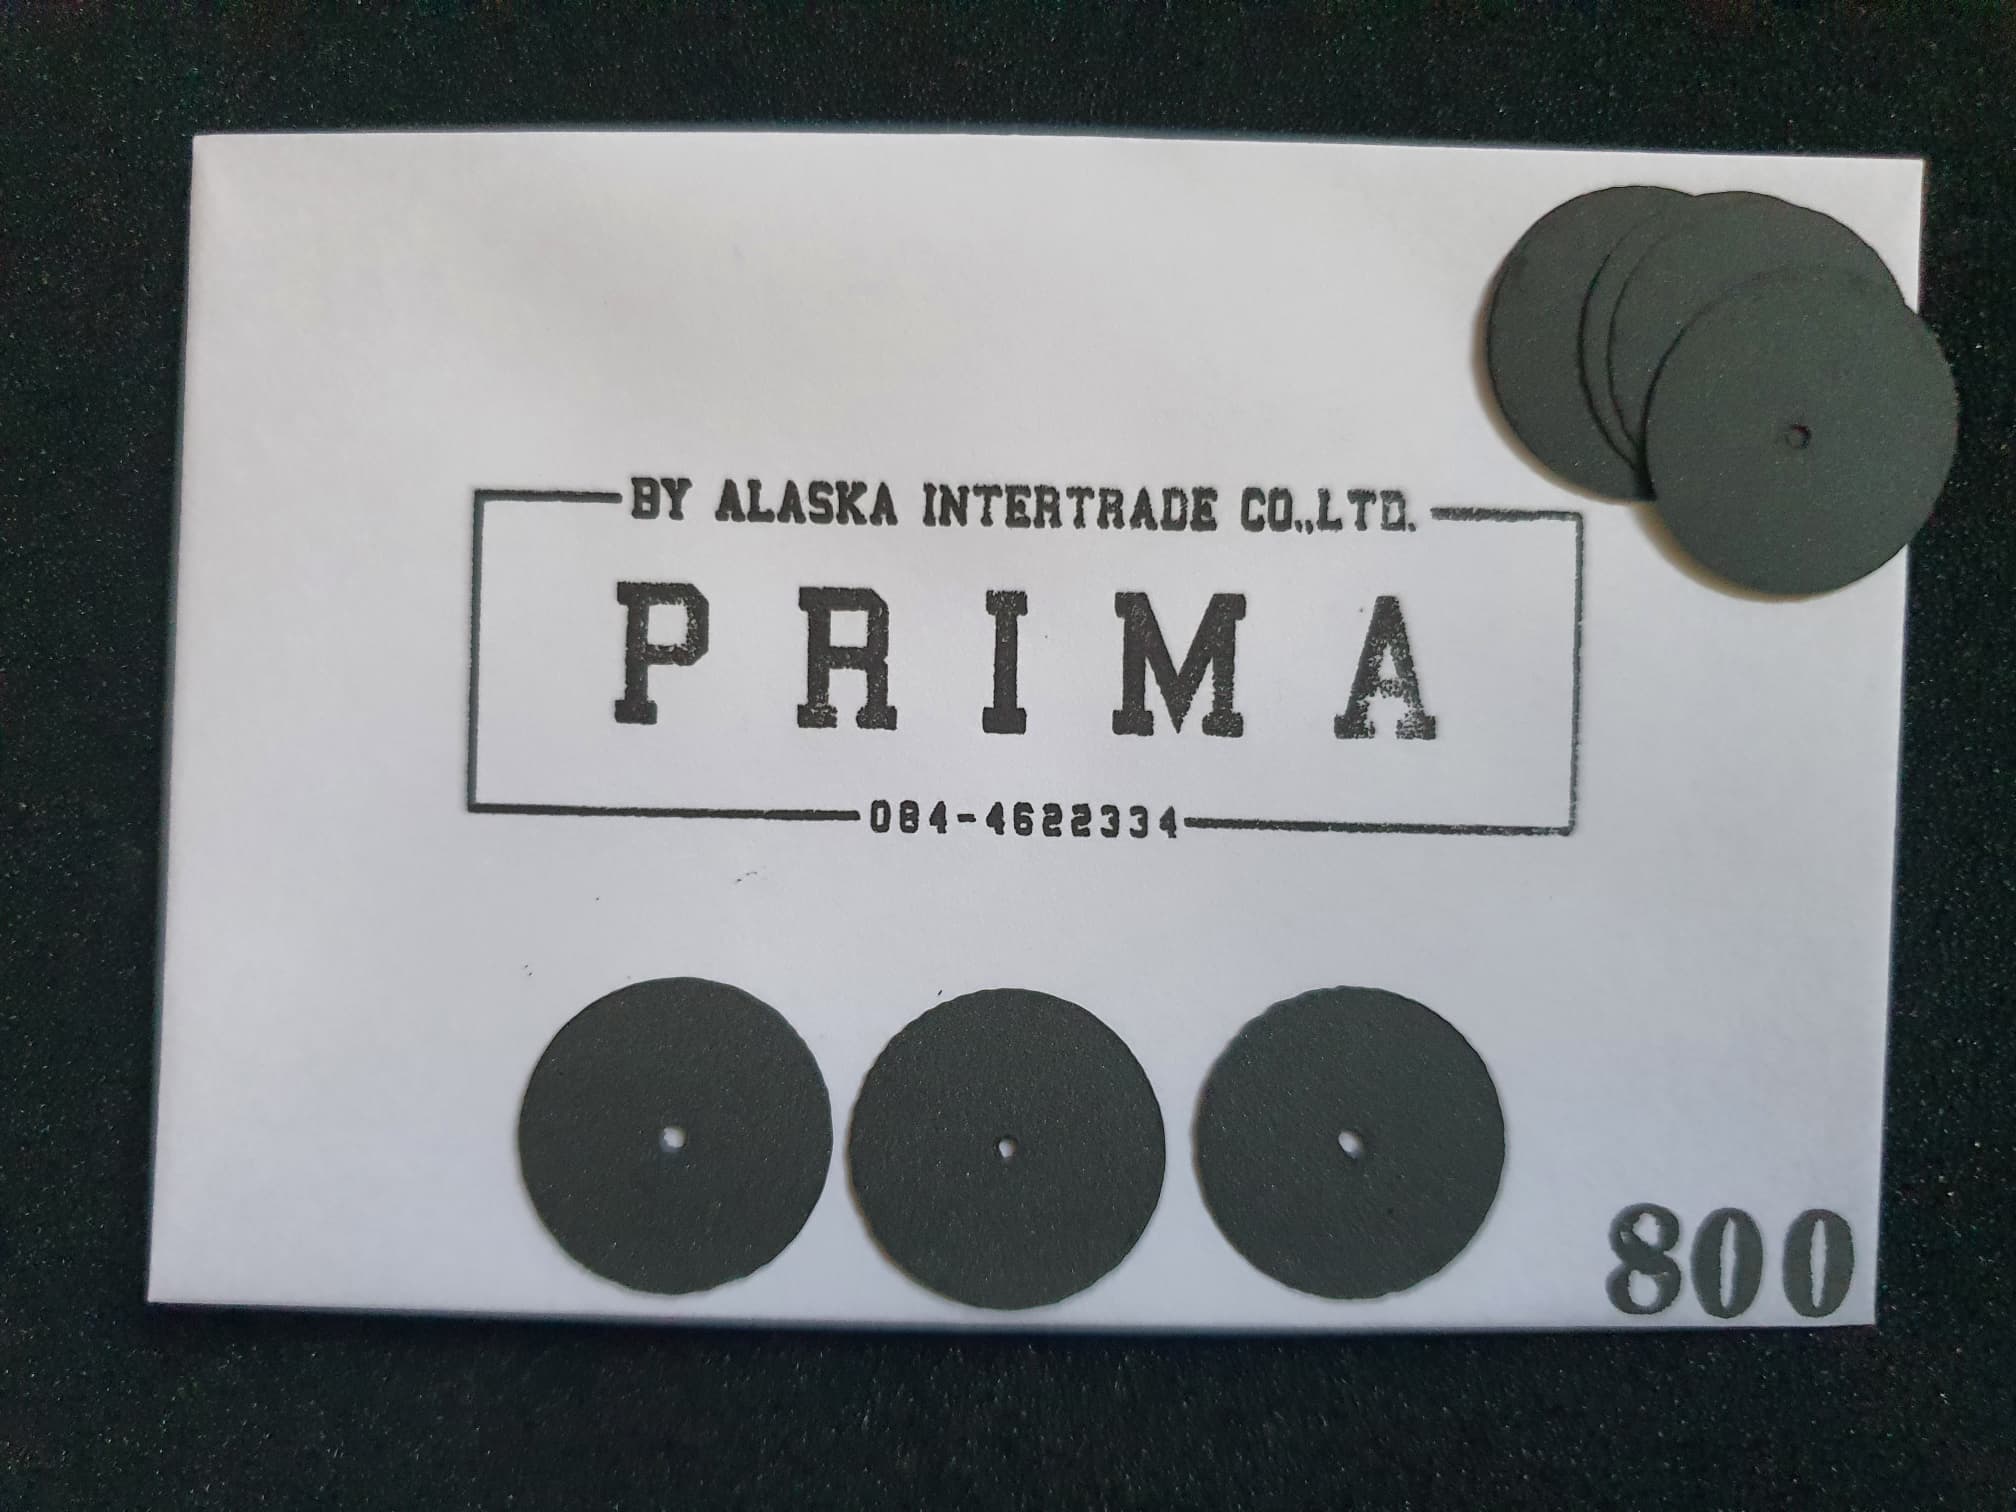 BY ALASKA INTERTRADE CO.,LTD.
PRIMA
084-4622334
800